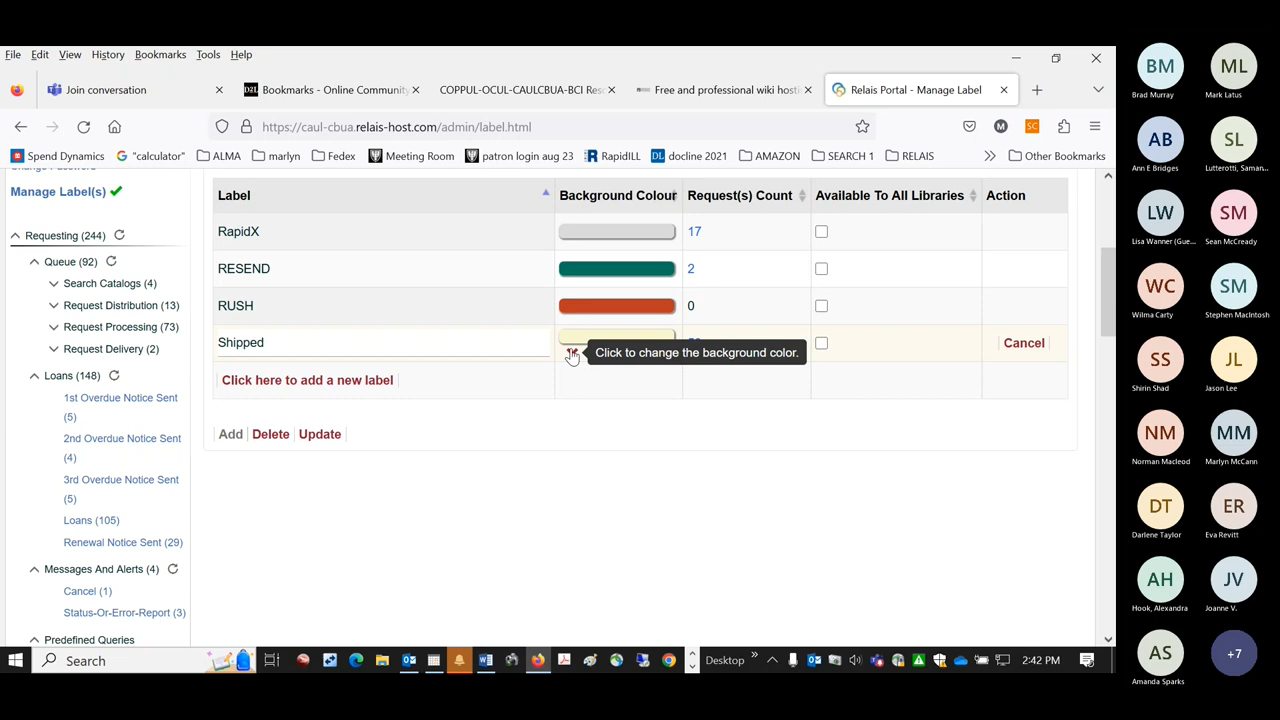 File Edit View History Bookmarks Tools Help
Join conversation
D2L Bookmarks - Online Community
COPPUL-OCUL-CAULCBUA-BCI Res
Free and professional wiki hosti
Relais Portal - Manage Label
https://caul-cbua.relais-host.com/admin/label.html
M
SC
Spend Dynamics
"calculator"
ALMA
marlyn
Fedex
Meeting Room
patron login aug 23
RapidILL
DL docline 2021
AMAZON
SEARCH 1
RELAIS
Other Bookmarks
Manage Label(s)
Requesting (244)
Queue (92)
Search Catalogs (4)
Request Distribution (13)
Request Processing (73)
Request Delivery (2)
Loans (148)
1st Overdue Notice Sent
(5)
2nd Overdue Notice Sent
(4)
3rd Overdue Notice Sent
(5)
Loans (105)
Renewal Notice Sent (29)
Messages And Alerts (4)
Cancel (1)
Status-Or-Error-Report (3)
Predefined Queries
Label Background Colour Request(s) Count Available To All Libraries Action
RapidX 17
RESEND 2
RUSH 0
Shipped Cancel
Click to change the background color.
Click here to add a new label
Add Delete Update
Search
Desktop
2:42 PM
BM ML
Brad Murray Mark Latus
AB SL
Ann E Bridges Lutterotti, Saman...
LW SM
Lisa Wanner (Gue... Sean McCready
WC SM
Wilma Carty Stephen MacIntosh
SS JL
Shirin Shad Jason Lee
NM MM
Norman Macleod Marlyn McCann
DT ER
Darlene Taylor Eva Revitt
AH JV
Hook, Alexandra Joanne V.
AS +7
Amanda Sparks